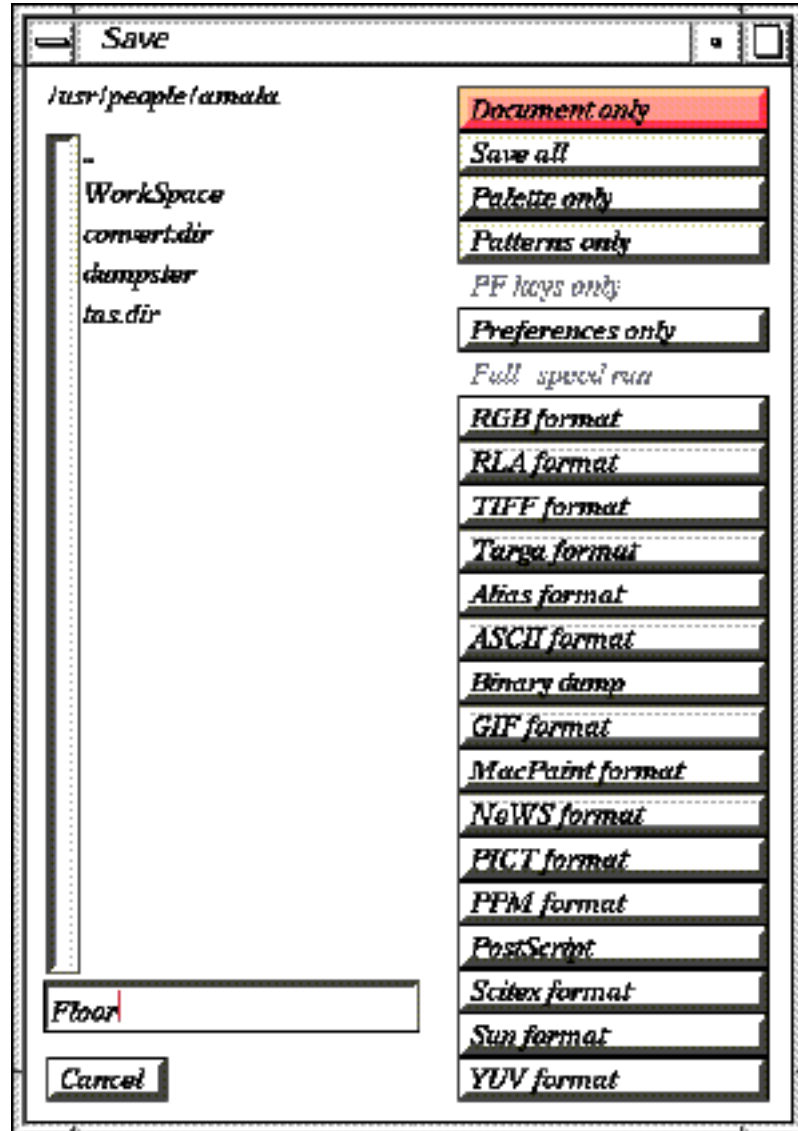 Save
/usr/people/amala
..
WorkSpace
convert.dir
dumpster
tas.dir
Floor
Cancel
Document only
Save all
Palette only
Patterns only
PF keys only
Preferences only
Full speed run
RGB format
RLA format
TIFF format
Targa format
Alias format
ASCII format
Binary dump
GIF format
MacPaint format
NeWS format
PICT format
PPM format
PostScript
Scitex format
Sun format
YUV format